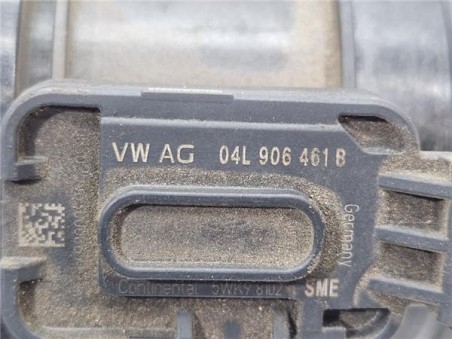 VW AG 04L 906 461 B
Germany
Continental 5WK9 8102 SME